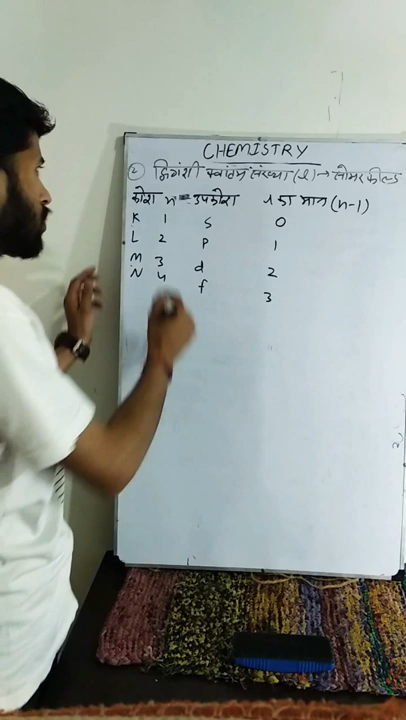 CHEMISTRY
② द्विगंशी क्वांटम संख्या (l) → सोमरफील्ड
कोश n = उपकोश l का मान (n-1)
K 1 s 0
L 2 p 1
M 3 d 2
N 4 f 3